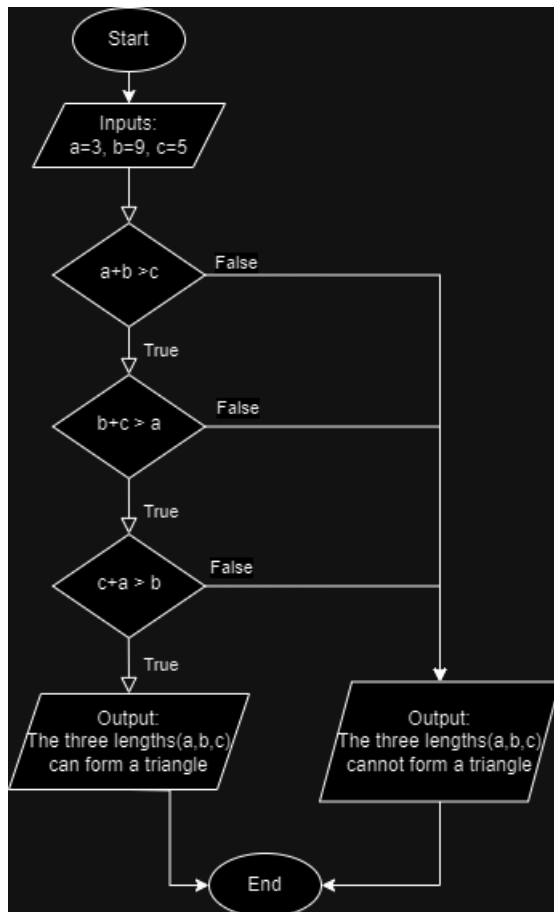 Start
Inputs:
a=3, b=9, c=5
a+b >c
False
True
b+c > a
False
True
c+a > b
False
True
Output:
The three lengths(a,b,c)
can form a triangle
Output:
The three lengths(a,b,c)
cannot form a triangle
End